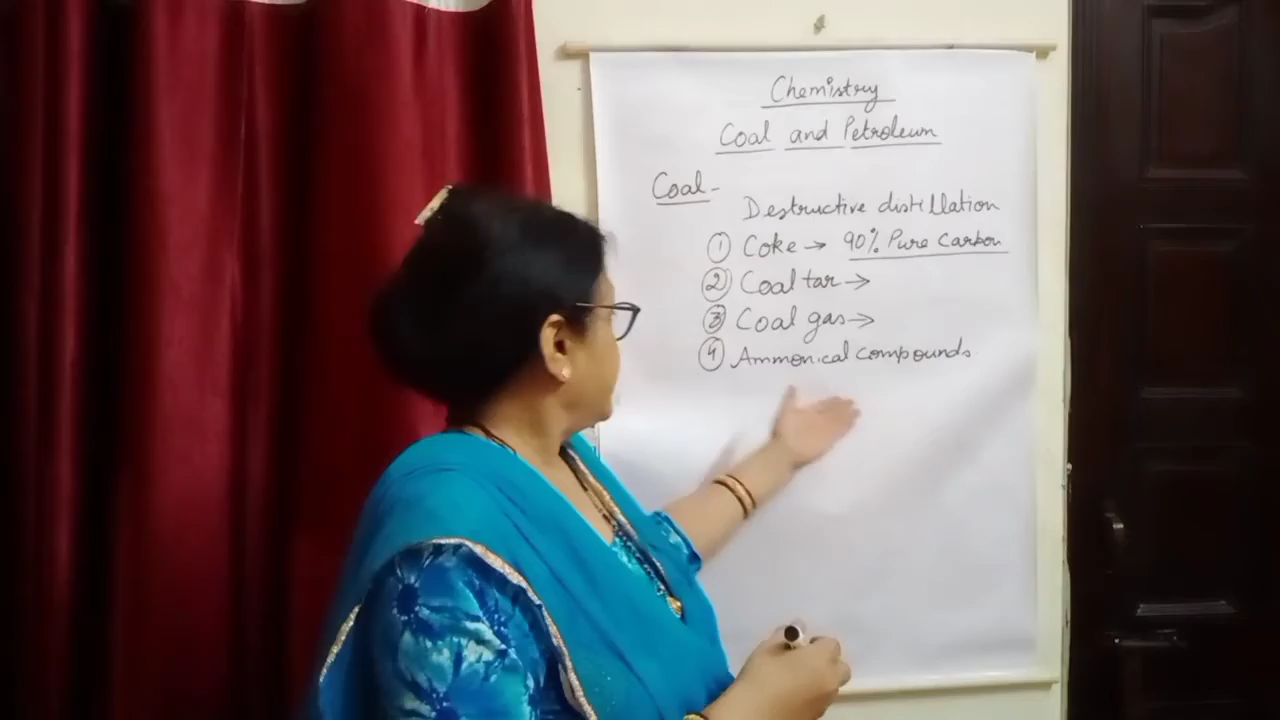 Chemistry
Coal and Petroleum
Coal-
Destructive distillation
① Coke → 90% Pure Carbon
② Coal tar →
③ Coal gas →
④ Ammonical compounds